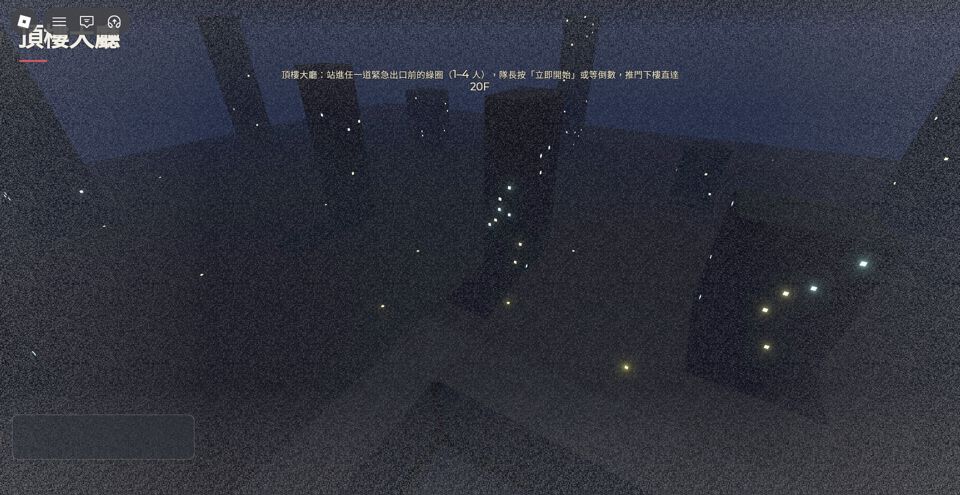 頂樓大廳
頂樓大廳：站進任一道緊急出口前的綠圈（1–4 人），隊長按「立即開始」或等倒數，推門下樓直達
20F